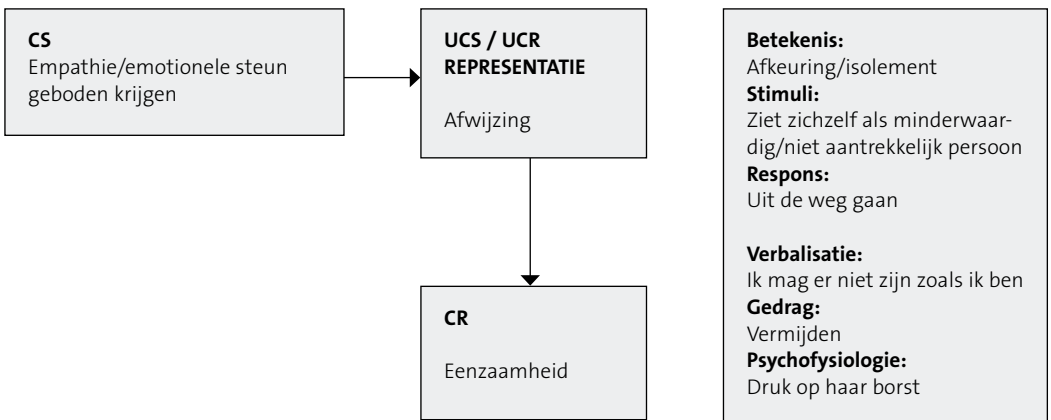 CS
Empathie/emotionele steun
geboden krijgen
UCS / UCR
REPRESENTATIE
Afwijzing
CR
Eenzaamheid
Betekenis:
Afkeuring/isolement
Stimuli:
Ziet zichzelf als minderwaar-
dig/niet aantrekkelijk persoon
Respons:
Uit de weg gaan
Verbalisatie:
Ik mag er niet zijn zoals ik ben
Gedrag:
Vermijden
Psychofysiologie:
Druk op haar borst